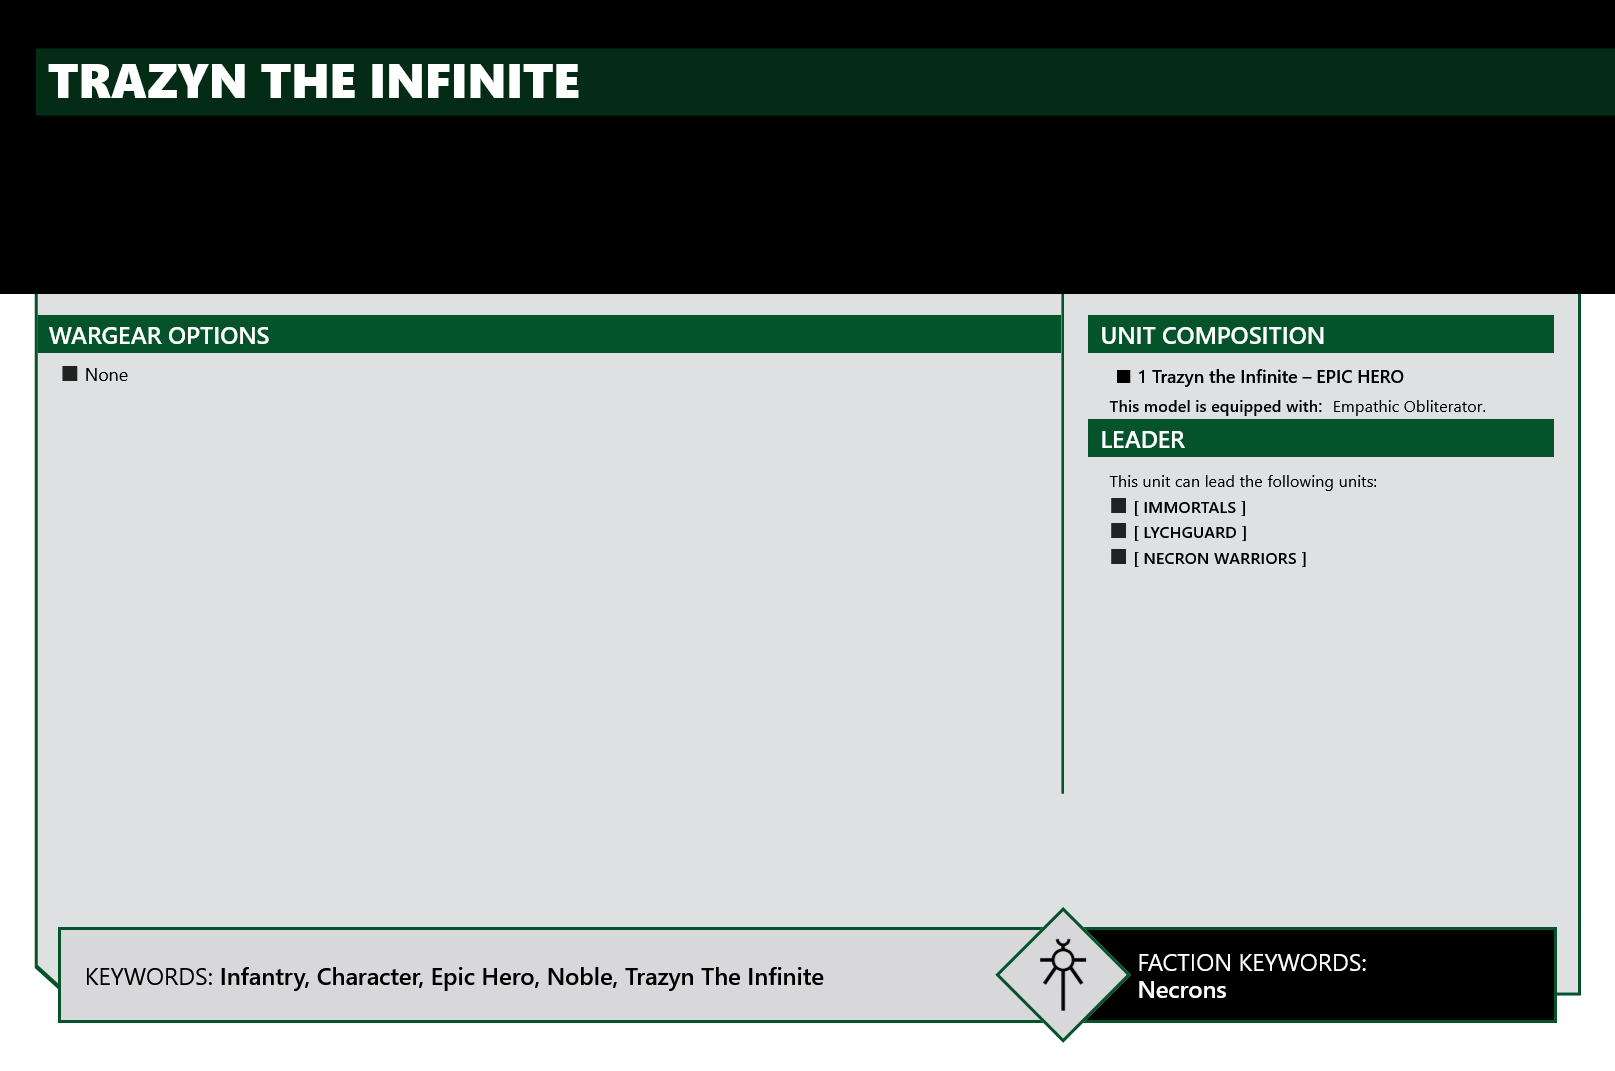 TRAZYN THE INFINITE
WARGEAR OPTIONS
■ None
UNIT COMPOSITION
■ 1 Trazyn the Infinite – EPIC HERO
This model is equipped with: Empathic Obliterator.
LEADER
This unit can lead the following units:
■ [ IMMORTALS ]
■ [ LYCHGUARD ]
■ [ NECRON WARRIORS ]
KEYWORDS: Infantry, Character, Epic Hero, Noble, Trazyn The Infinite
FACTION KEYWORDS:
Necrons